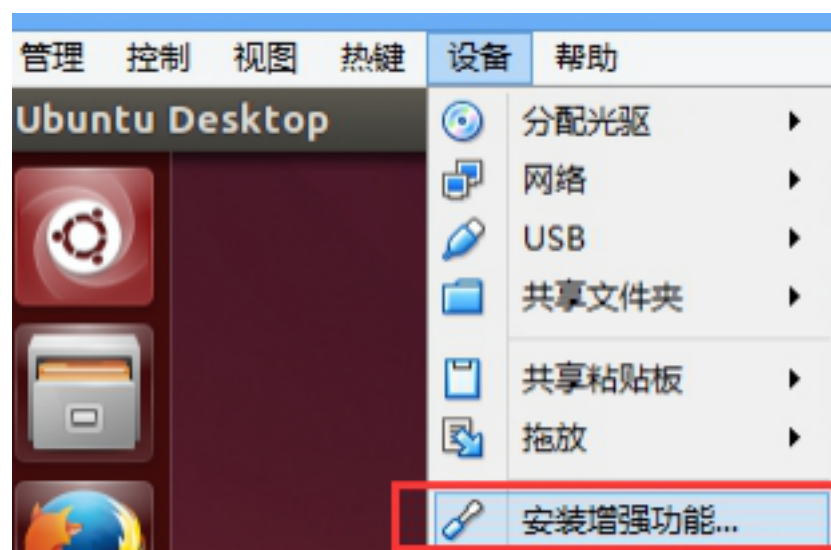 管理 控制 视图 热键 设备 帮助
Ubuntu Desktop
分配光驱
网络
USB
共享文件夹
共享粘贴板
拖放
安装增强功能...